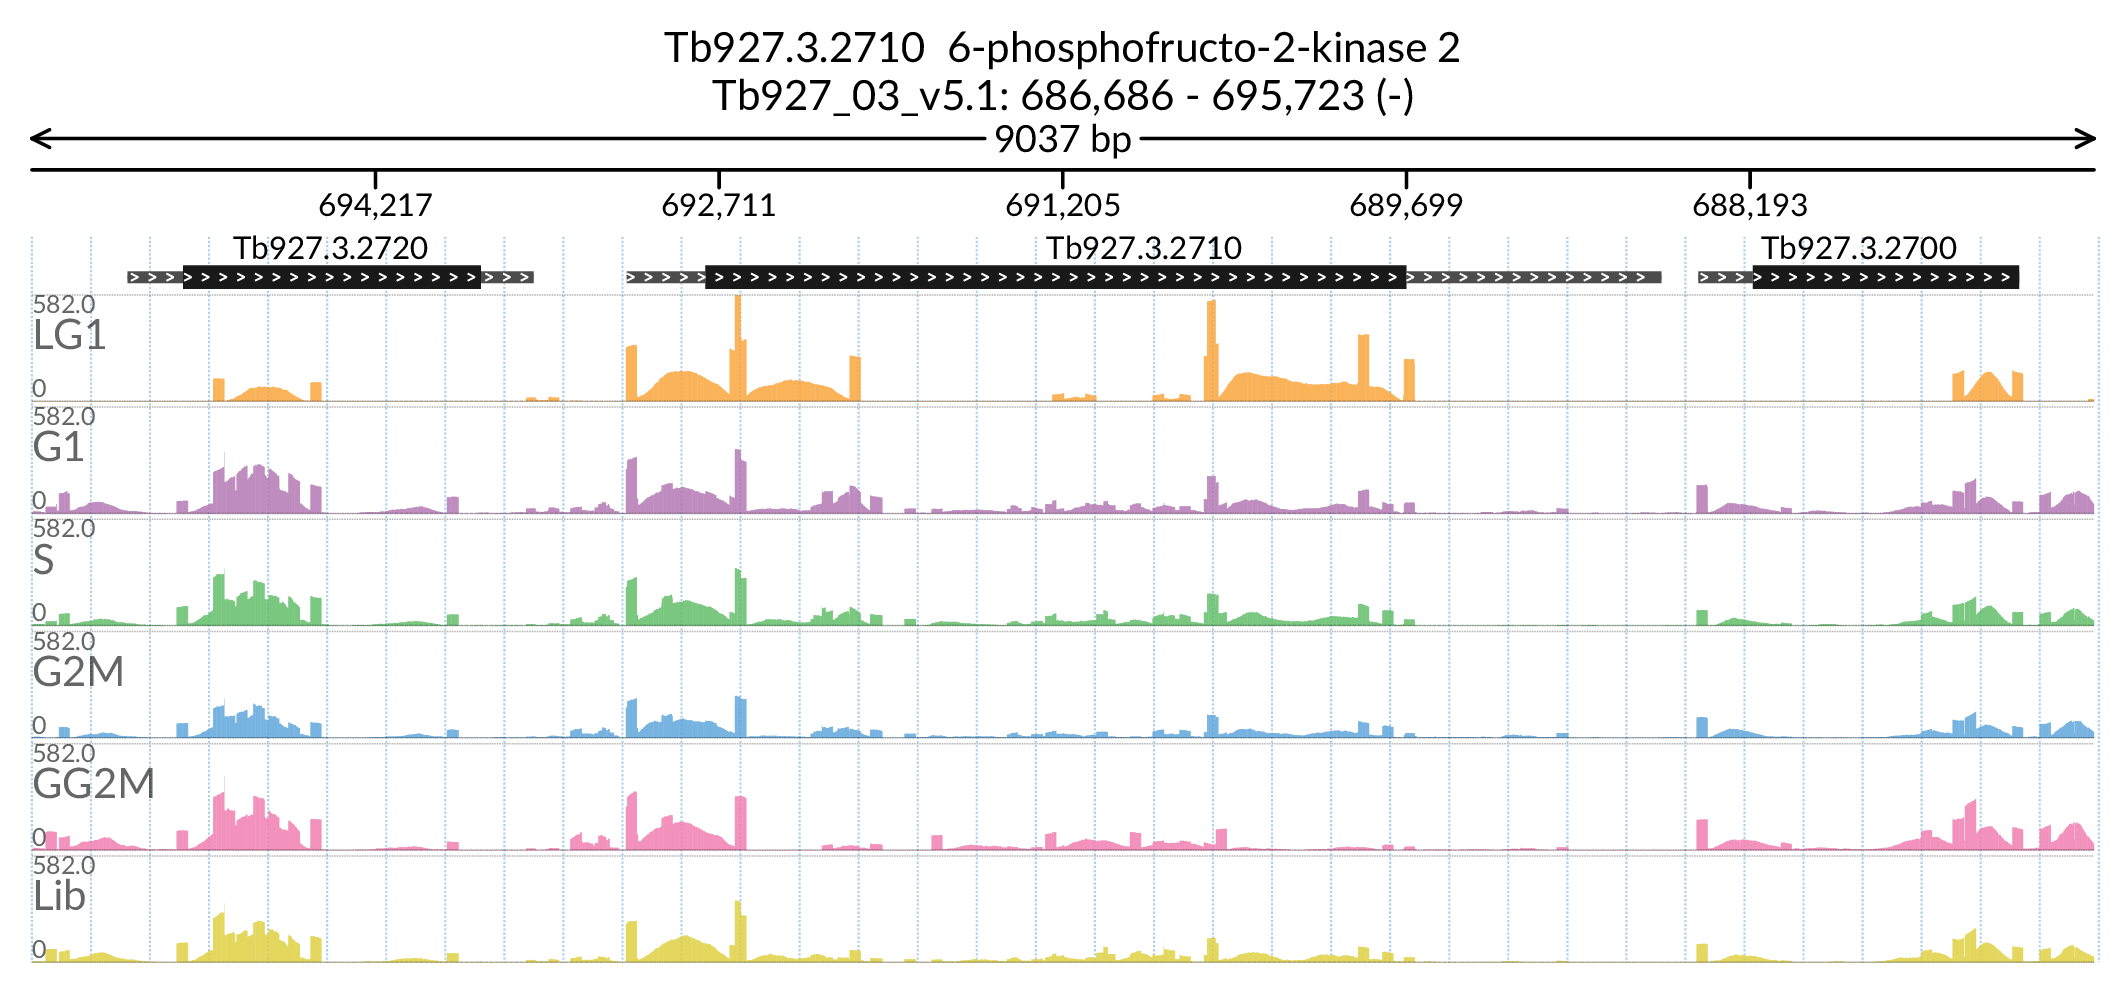 Tb927.3.2710  6-phosphofructo-2-kinase 2
Tb927_03_v5.1: 686,686 - 695,723 (-)
9037 bp
694,217 692,711 691,205 689,699 688,193
Tb927.3.2720 Tb927.3.2710 Tb927.3.2700
582.0
LG1
0
582.0
G1
0
582.0
S
0
582.0
G2M
0
582.0
GG2M
0
582.0
Lib
0